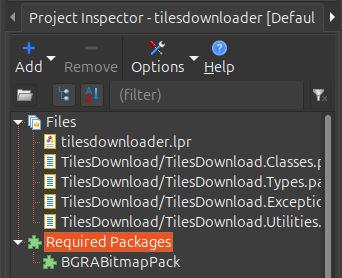 Project Inspector - tilesdownloader [Defaul
Add Remove Options Help
(filter)
Files
tilesdownloader.lpr
TilesDownload/TilesDownload.Classes.p
TilesDownload/TilesDownload.Types.pa
TilesDownload/TilesDownload.Exceptio
TilesDownload/TilesDownload.Utilities.
Required Packages
BGRABitmapPack